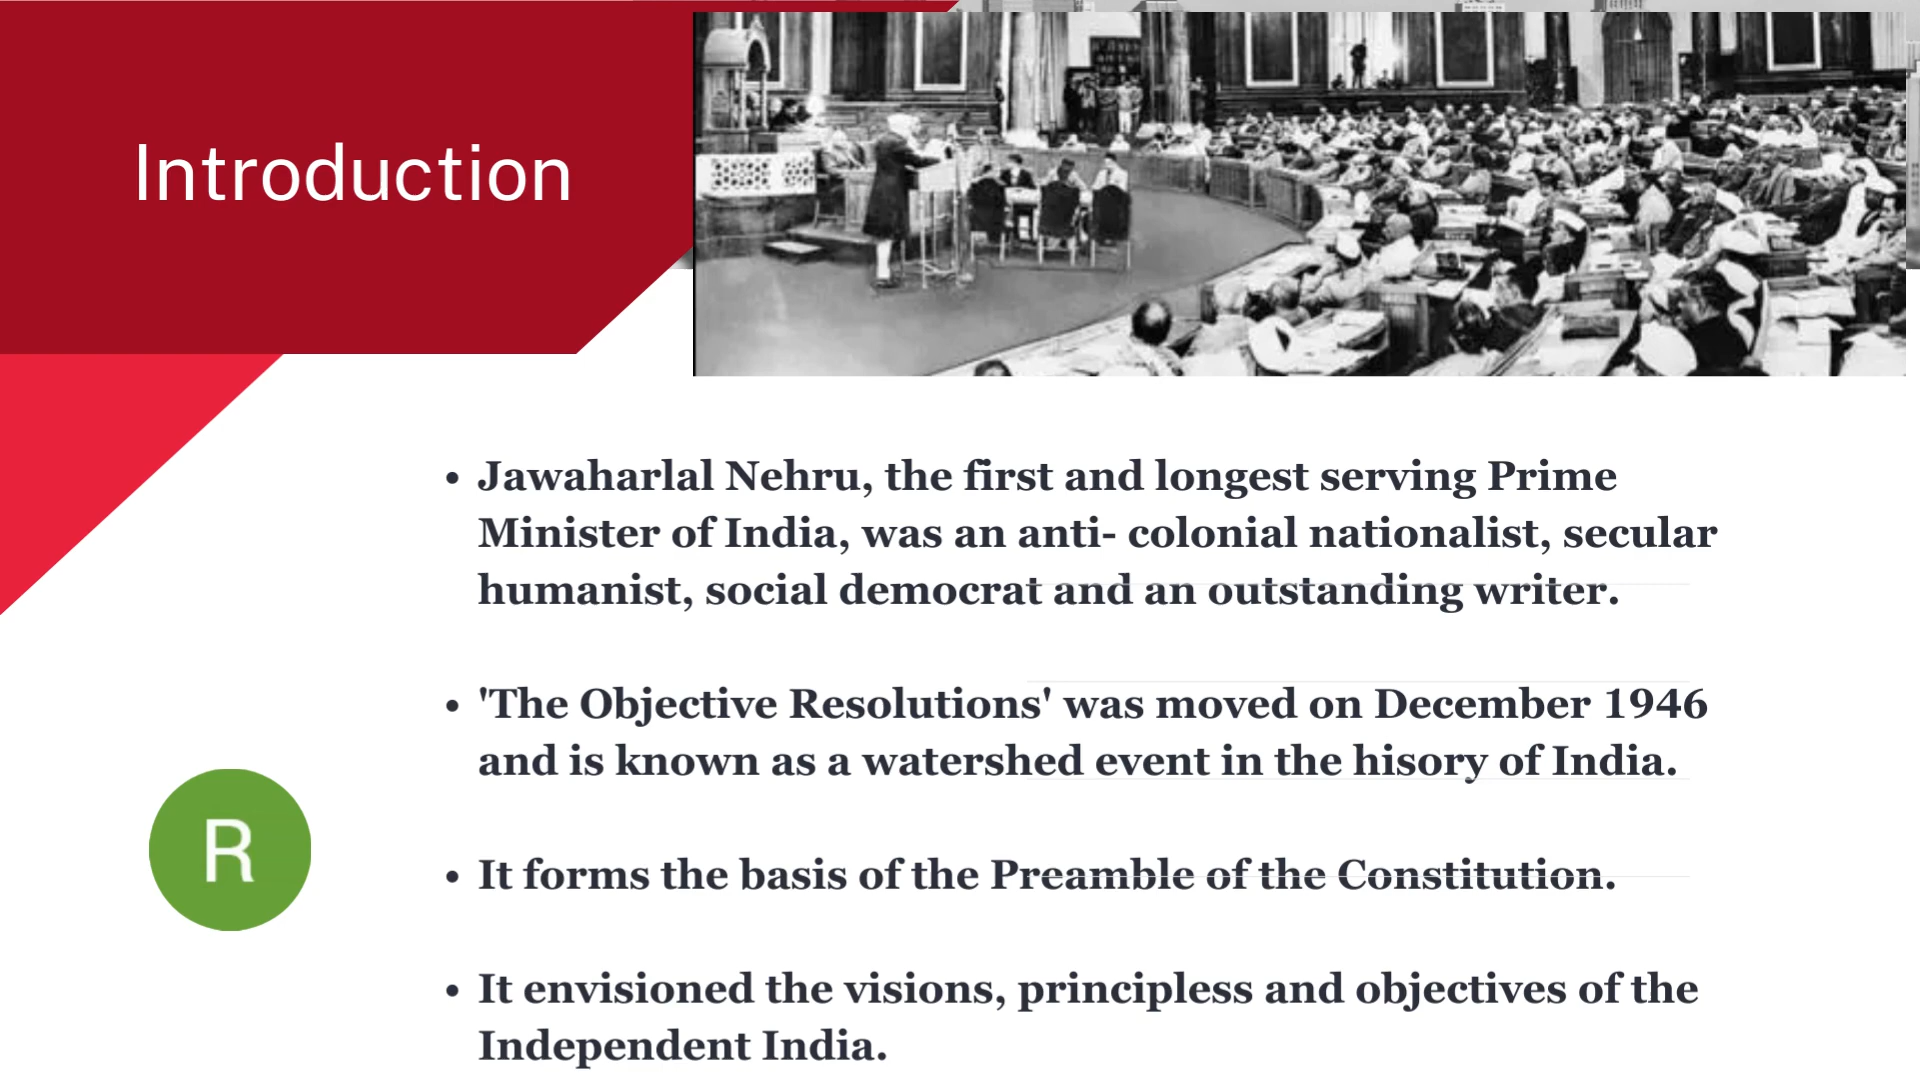 Introduction
• Jawaharlal Nehru, the first and longest serving Prime
Minister of India, was an anti- colonial nationalist, secular
humanist, social democrat and an outstanding writer.
• 'The Objective Resolutions' was moved on December 1946
and is known as a watershed event in the hisory of India.
• It forms the basis of the Preamble of the Constitution.
• It envisioned the visions, principless and objectives of the
Independent India.
R